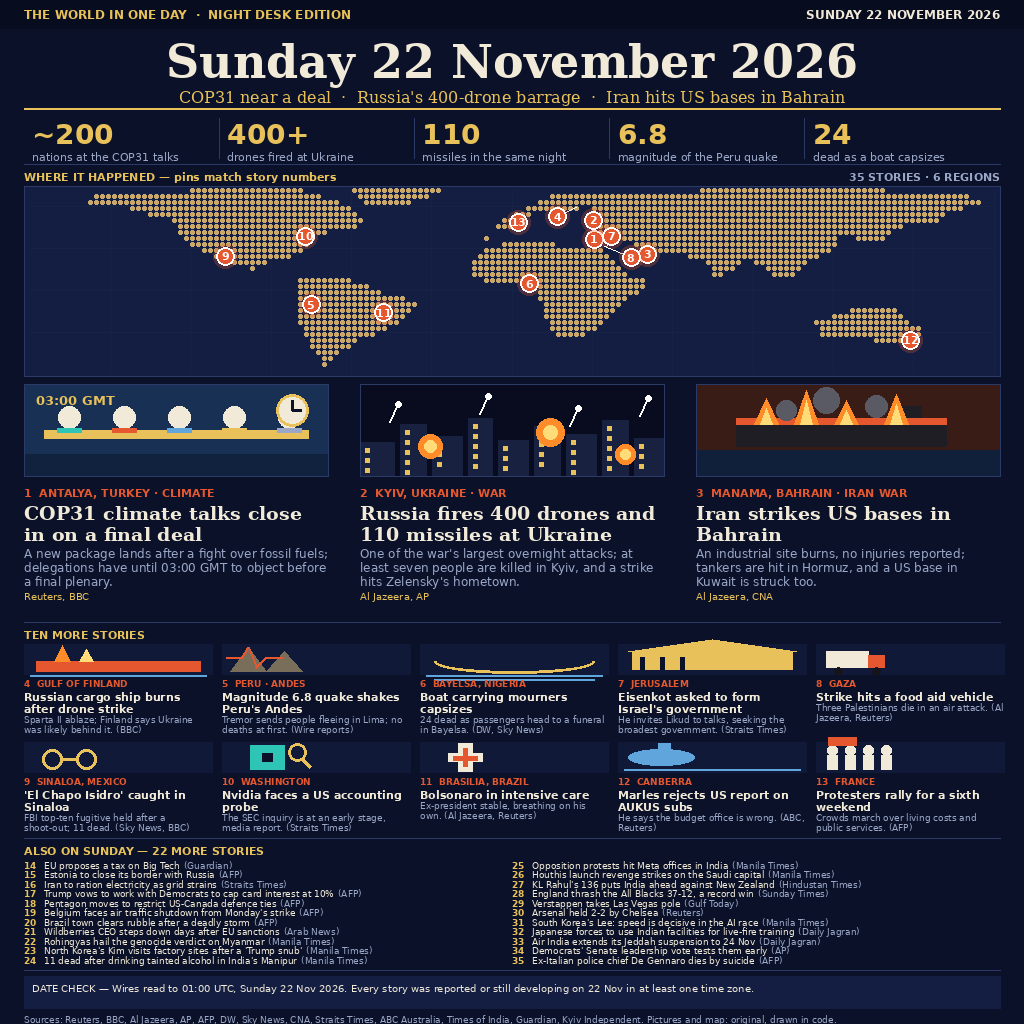 THE WORLD IN ONE DAY · NIGHT DESK EDITION
SUNDAY 22 NOVEMBER 2026
Sunday 22 November 2026
COP31 near a deal · Russia's 400-drone barrage · Iran hits US bases in Bahrain
~200
nations at the COP31 talks
400+
drones fired at Ukraine
110
missiles in the same night
6.8
magnitude of the Peru quake
24
dead as a boat capsizes
WHERE IT HAPPENED — pins match story numbers
35 STORIES · 6 REGIONS
13
4
2
10
1
7
9
8
3
6
5
11
12
03:00 GMT
1 ANTALYA, TURKEY · CLIMATE
COP31 climate talks close
in on a final deal
A new package lands after a fight over fossil fuels;
delegations have until 03:00 GMT to object before
a final plenary.
Reuters, BBC
2 KYIV, UKRAINE · WAR
Russia fires 400 drones and
110 missiles at Ukraine
One of the war's largest overnight attacks; at
least seven people are killed in Kyiv, and a strike
hits Zelensky's hometown.
Al Jazeera, AP
3 MANAMA, BAHRAIN · IRAN WAR
Iran strikes US bases in
Bahrain
An industrial site burns, no injuries reported;
tankers are hit in Hormuz, and a US base in
Kuwait is struck too.
Al Jazeera, CNA
TEN MORE STORIES
4 GULF OF FINLAND
Russian cargo ship burns
after drone strike
Sparta II ablaze; Finland says Ukraine
was likely behind it. (BBC)
5 PERU · ANDES
Magnitude 6.8 quake shakes
Peru's Andes
Tremor sends people fleeing in Lima; no
deaths at first. (Wire reports)
6 BAYELSA, NIGERIA
Boat carrying mourners
capsizes
24 dead as passengers head to a funeral
in Bayelsa. (DW, Sky News)
7 JERUSALEM
Eisenkot asked to form
Israel's government
He invites Likud to talks, seeking the
broadest government. (Straits Times)
8 GAZA
Strike hits a food aid vehicle
Three Palestinians die in an air attack. (Al
Jazeera, Reuters)
9 SINALOA, MEXICO
'El Chapo Isidro' caught in
Sinaloa
FBI top-ten fugitive held after a
shoot-out; 11 dead. (Sky News, BBC)
10 WASHINGTON
Nvidia faces a US accounting
probe
The SEC inquiry is at an early stage,
media report. (Straits Times)
11 BRASILIA, BRAZIL
Bolsonaro in intensive care
Ex-president stable, breathing on his
own. (Al Jazeera, Reuters)
12 CANBERRA
Marles rejects US report on
AUKUS subs
He says the budget office is wrong. (ABC,
Reuters)
13 FRANCE
Protesters rally for a sixth
weekend
Crowds march over living costs and
public services. (AFP)
ALSO ON SUNDAY — 22 MORE STORIES
14 EU proposes a tax on Big Tech (Guardian)
15 Estonia to close its border with Russia (AFP)
16 Iran to ration electricity as grid strains (Straits Times)
17 Trump vows to work with Democrats to cap card interest at 10% (AFP)
18 Pentagon moves to restrict US-Canada defence ties (AFP)
19 Belgium faces air traffic shutdown from Monday's strike (AFP)
20 Brazil town clears rubble after a deadly storm (AFP)
21 Wildberries CEO steps down after EU sanctions (Arab News)
22 Rohingyas hail the genocide verdict on Myanmar (Manila Times)
23 North Korea's Kim visits factory sites after a 'Trump snub' (Manila Times)
24 11 dead after drinking tainted alcohol in India's Manipur (Manila Times)
25 Opposition protests hit Meta offices in India (Manila Times)
26 Houthis launch revenge strikes on the Saudi capital (Manila Times)
27 KL Rahul's 136 puts India ahead against New Zealand (Hindustan Times)
28 England thrash the All Blacks 37-12, a record win (Sunday Times)
29 Verstappen takes Las Vegas pole (Gulf Today)
30 Arsenal held 2-2 by Chelsea (Reuters)
31 South Korea's Lee: speed is decisive in the AI race (Manila Times)
32 Japanese forces to use Indian facilities for live-fire training (Daily Jagran)
33 Air India extends its Jeddah suspension to 24 Nov (Daily Jagran)
34 Democrats' Senate leadership vote tests them early (AP)
35 Ex-Italian police chief De Gennaro dies by suicide (AFP)
DATE CHECK — Wires read to 01:00 UTC, Sunday 22 Nov 2026. Every story was reported or still developing on 22 Nov in at least one time zone.
Sources: Reuters, BBC, Al Jazeera, AP, AFP, DW, Sky News, CNA, Straits Times, ABC Australia, Times of India, Guardian, Kyiv Independent. Pictures and map: original, drawn in code.